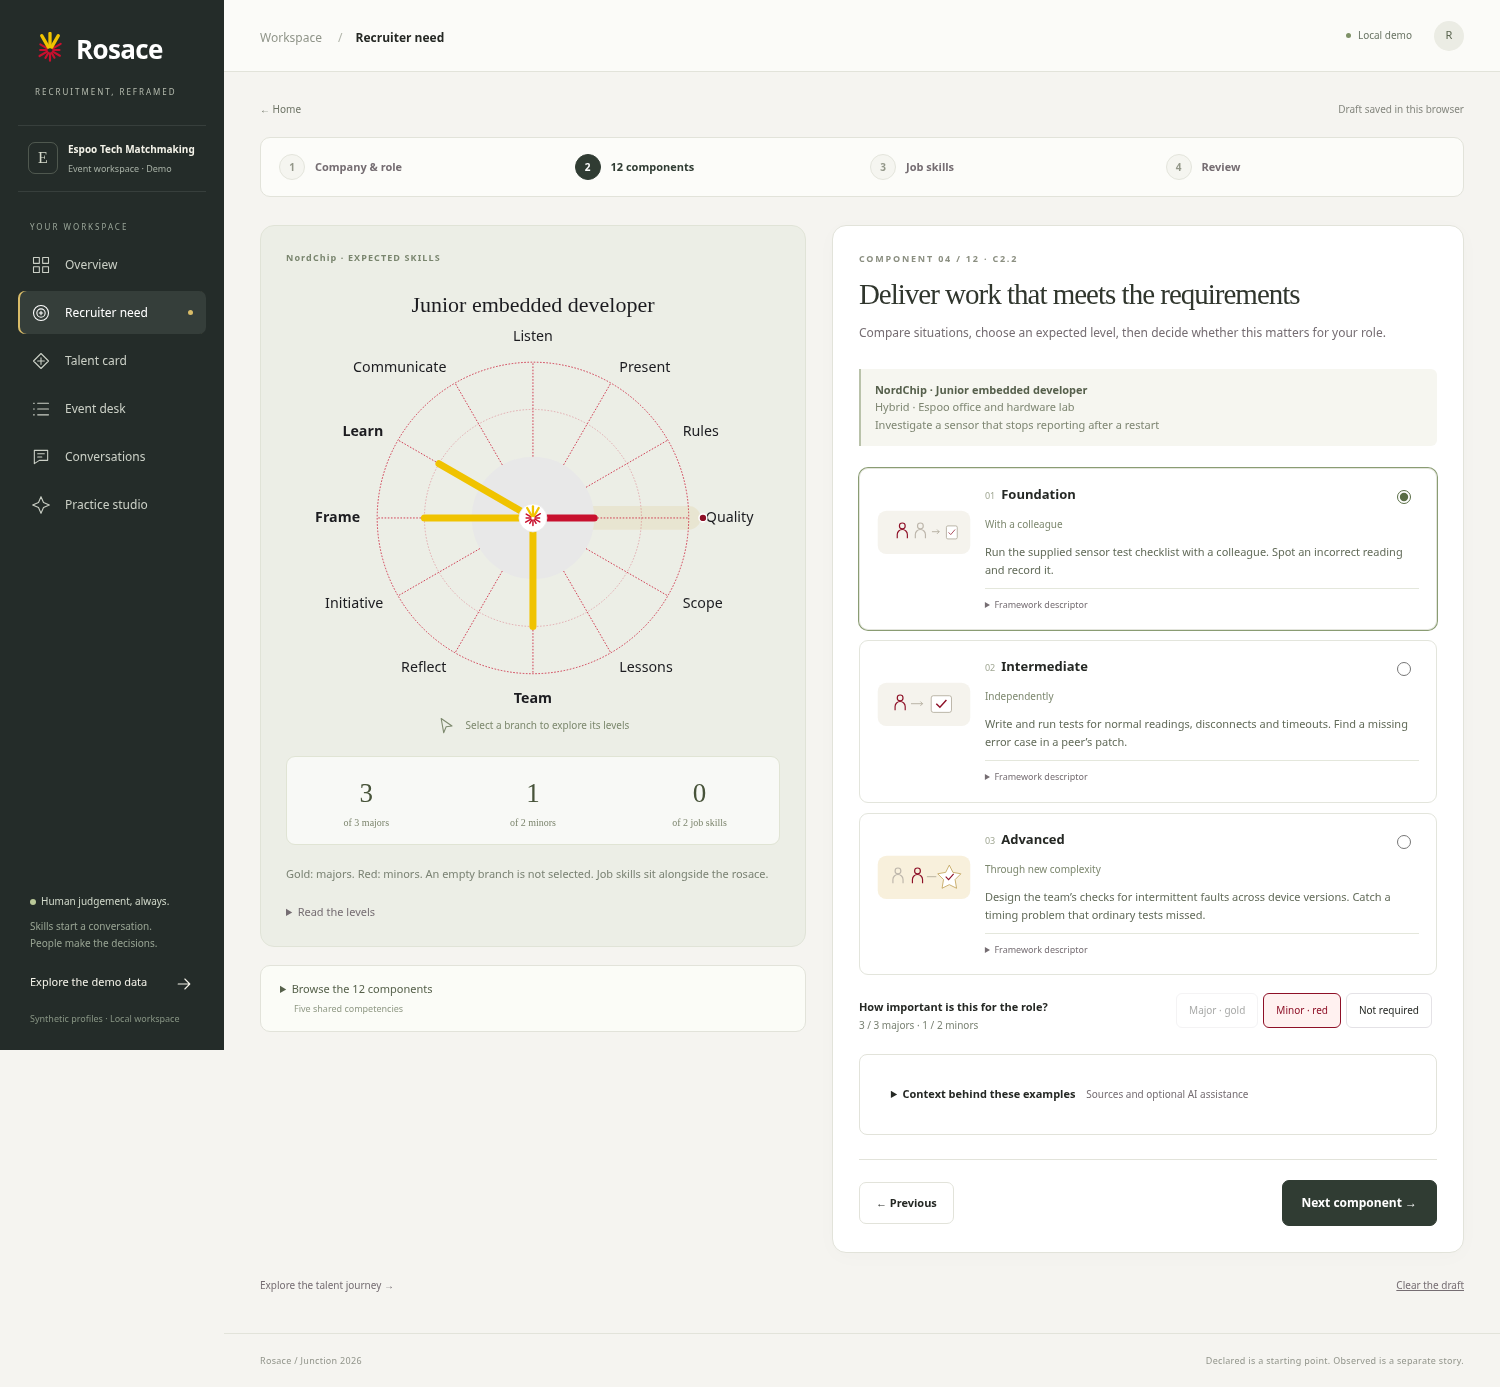 Rosace
RECRUITMENT, REFRAMED
E
Espoo Tech Matchmaking
Event workspace · Demo
YOUR WORKSPACE
Overview
Recruiter need
Talent card
Event desk
Conversations
Practice studio
Human judgement, always.
Skills start a conversation.
People make the decisions.
Explore the demo data →
Synthetic profiles · Local workspace
Workspace / Recruiter need
Local demo
R
← Home
Draft saved in this browser
1 Company & role
2 12 components
3 Job skills
4 Review
NordChip · EXPECTED SKILLS
Junior embedded developer
Listen
Communicate
Present
Learn
Rules
Frame
Quality
Initiative
Scope
Reflect
Lessons
Team
Select a branch to explore its levels
3
of 3 majors
1
of 2 minors
0
of 2 job skills
Gold: majors. Red: minors. An empty branch is not selected. Job skills sit alongside the rosace.
Read the levels
Browse the 12 components
Five shared competencies
COMPONENT 04 / 12 · C2.2
Deliver work that meets the requirements
Compare situations, choose an expected level, then decide whether this matters for your role.
NordChip · Junior embedded developer
Hybrid · Espoo office and hardware lab
Investigate a sensor that stops reporting after a restart
01 Foundation
With a colleague
Run the supplied sensor test checklist with a colleague. Spot an incorrect reading
and record it.
Framework descriptor
02 Intermediate
Independently
Write and run tests for normal readings, disconnects and timeouts. Find a missing
error case in a peer's patch.
Framework descriptor
03 Advanced
Through new complexity
Design the team's checks for intermittent faults across device versions. Catch a
timing problem that ordinary tests missed.
Framework descriptor
How important is this for the role?
3 / 3 majors · 1 / 2 minors
Major · gold
Minor · red
Not required
Context behind these examples Sources and optional AI assistance
← Previous
Next component →
Explore the talent journey →
Clear the draft
Rosace / Junction 2026
Declared is a starting point. Observed is a separate story.